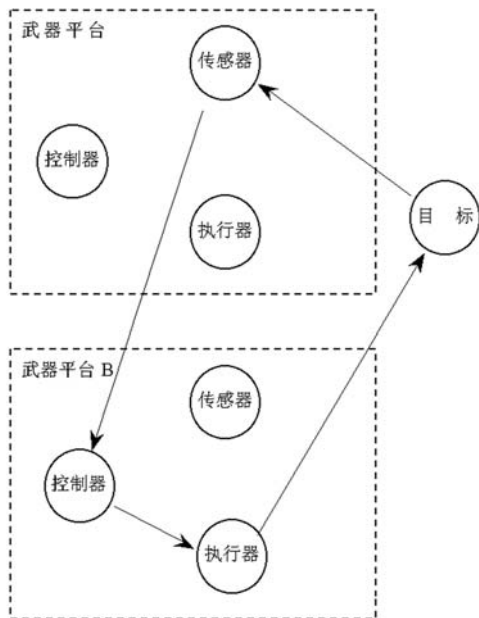 武器平台
传感器
控制器
执行器
目 标
武器平台 B
传感器
控制器
执行器